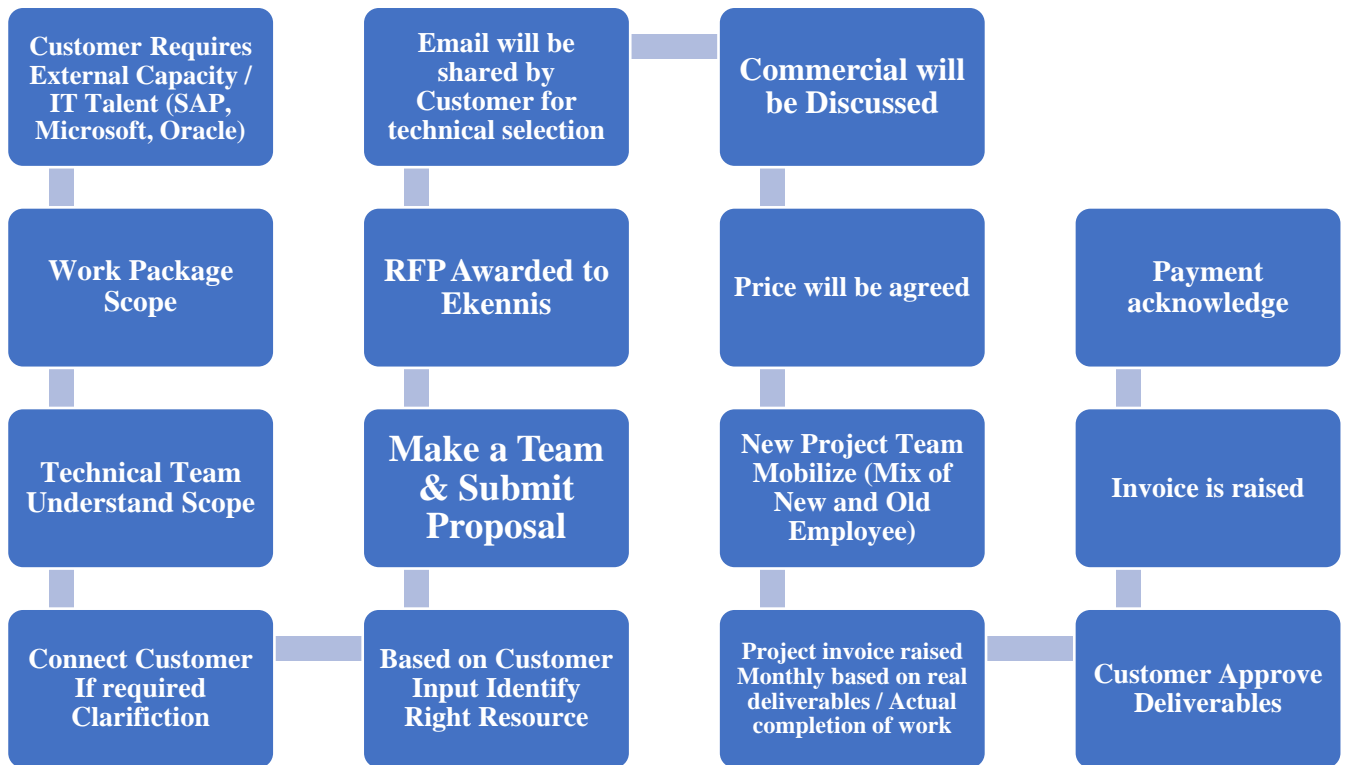 Customer Requires
External Capacity /
IT Talent (SAP,
Microsoft, Oracle)
Work Package
Scope
Technical Team
Understand Scope
Connect Customer
If required
Clarifiction
Based on Customer
Input Identify
Right Resource
Make a Team
& Submit
Proposal
RFP Awarded to
Ekennis
Email will be
shared by
Customer for
technical selection
Commercial will
be Discussed
Price will be agreed
New Project Team
Mobilize (Mix of
New and Old
Employee)
Project invoice raised
Monthly based on real
deliverables / Actual
completion of work
Customer Approve
Deliverables
Invoice is raised
Payment
acknowledge